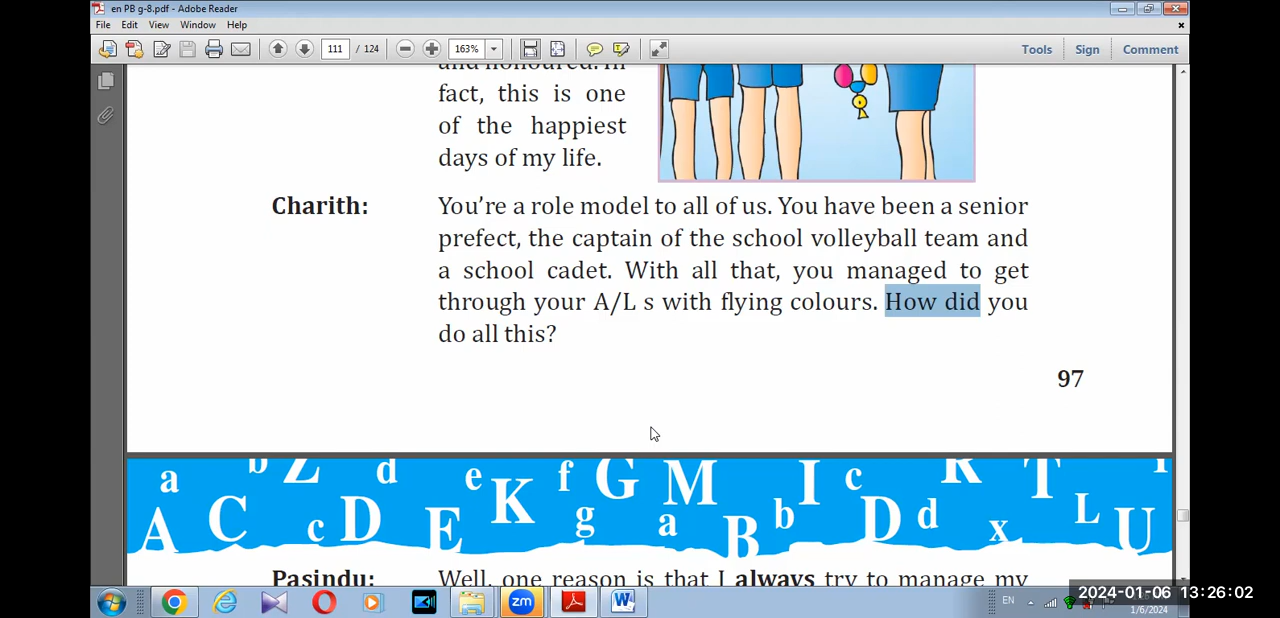 en PB g-8.pdf - Adobe Reader
File Edit View Window Help
111 / 124 163% Tools Sign Comment
and honoured. In
fact, this is one
of the happiest
days of my life.
Charith: You're a role model to all of us. You have been a senior
prefect, the captain of the school volleyball team and
a school cadet. With all that, you managed to get
through your A/L s with flying colours. How did you
do all this?
97
a b Z d e K f G g M a B b I c D d R x T L U
A C c D E
Pasindu: Well, one reason is that I always try to manage my
zm W EN
2024-01-06 13:26:02
1/6/2024